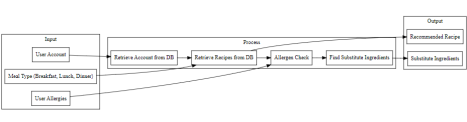 Input
User Account
Meal Type (Breakfast, Lunch, Dinner)
User Allergies
Process
Retrieve Account from DB
Retrieve Recipes from DB
Allergen Check
Find Substitute Ingredients
Output
Recommended Recipe
Substitute Ingredients